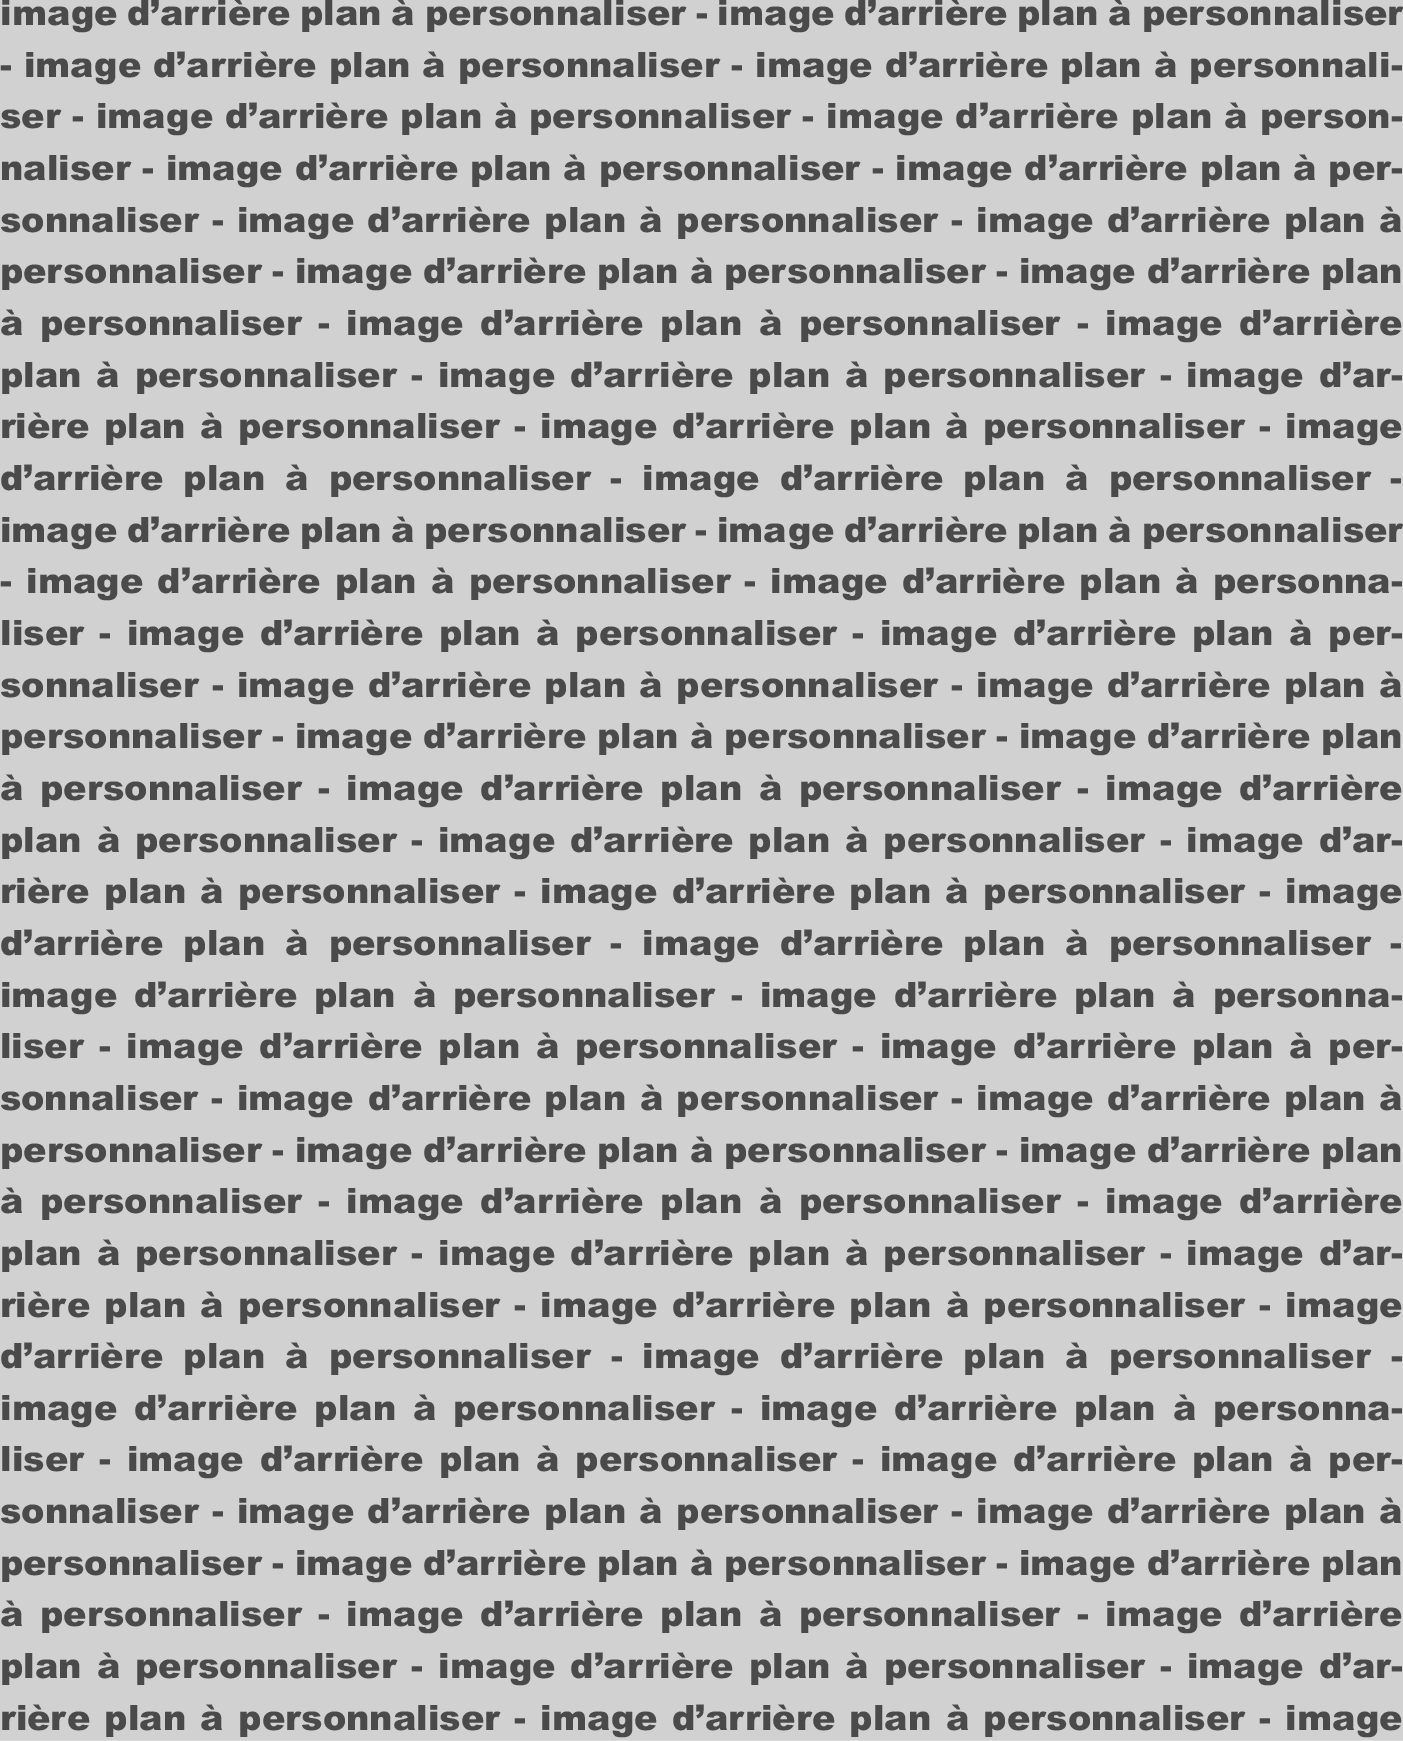 image d’arrière plan à personnaliser - image d’arrière plan à personnaliser
- image d’arrière plan à personnaliser - image d’arrière plan à personnali-
ser - image d’arrière plan à personnaliser - image d’arrière plan à person-
naliser - image d’arrière plan à personnaliser - image d’arrière plan à per-
sonnaliser - image d’arrière plan à personnaliser - image d’arrière plan à
personnaliser - image d’arrière plan à personnaliser - image d’arrière plan
à personnaliser - image d’arrière plan à personnaliser - image d’arrière
plan à personnaliser - image d’arrière plan à personnaliser - image d’ar-
rière plan à personnaliser - image d’arrière plan à personnaliser - image
d’arrière plan à personnaliser - image d’arrière plan à personnaliser -
image d’arrière plan à personnaliser - image d’arrière plan à personnaliser
- image d’arrière plan à personnaliser - image d’arrière plan à personna-
liser - image d’arrière plan à personnaliser - image d’arrière plan à per-
sonnaliser - image d’arrière plan à personnaliser - image d’arrière plan à
personnaliser - image d’arrière plan à personnaliser - image d’arrière plan
à personnaliser - image d’arrière plan à personnaliser - image d’arrière
plan à personnaliser - image d’arrière plan à personnaliser - image d’ar-
rière plan à personnaliser - image d’arrière plan à personnaliser - image
d’arrière plan à personnaliser - image d’arrière plan à personnaliser -
image d’arrière plan à personnaliser - image d’arrière plan à personna-
liser - image d’arrière plan à personnaliser - image d’arrière plan à per-
sonnaliser - image d’arrière plan à personnaliser - image d’arrière plan à
personnaliser - image d’arrière plan à personnaliser - image d’arrière plan
à personnaliser - image d’arrière plan à personnaliser - image d’arrière
plan à personnaliser - image d’arrière plan à personnaliser - image d’ar-
rière plan à personnaliser - image d’arrière plan à personnaliser - image
d’arrière plan à personnaliser - image d’arrière plan à personnaliser -
image d’arrière plan à personnaliser - image d’arrière plan à personna-
liser - image d’arrière plan à personnaliser - image d’arrière plan à per-
sonnaliser - image d’arrière plan à personnaliser - image d’arrière plan à
personnaliser - image d’arrière plan à personnaliser - image d’arrière plan
à personnaliser - image d’arrière plan à personnaliser - image d’arrière
plan à personnaliser - image d’arrière plan à personnaliser - image d’ar-
rière plan à personnaliser - image d’arrière plan à personnaliser - image